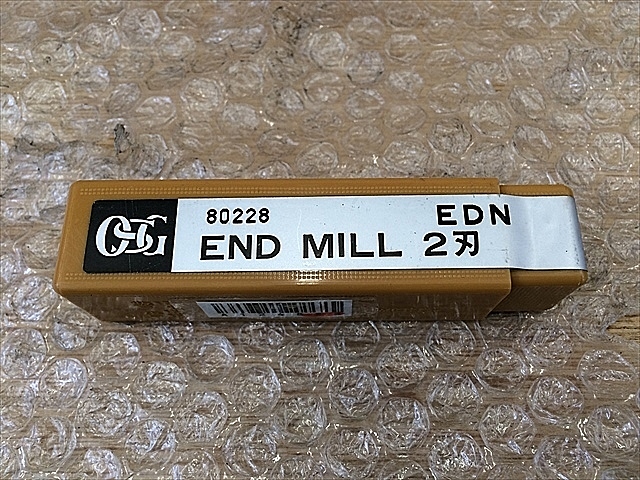 OSG
80228 EDN
END MILL 2刃